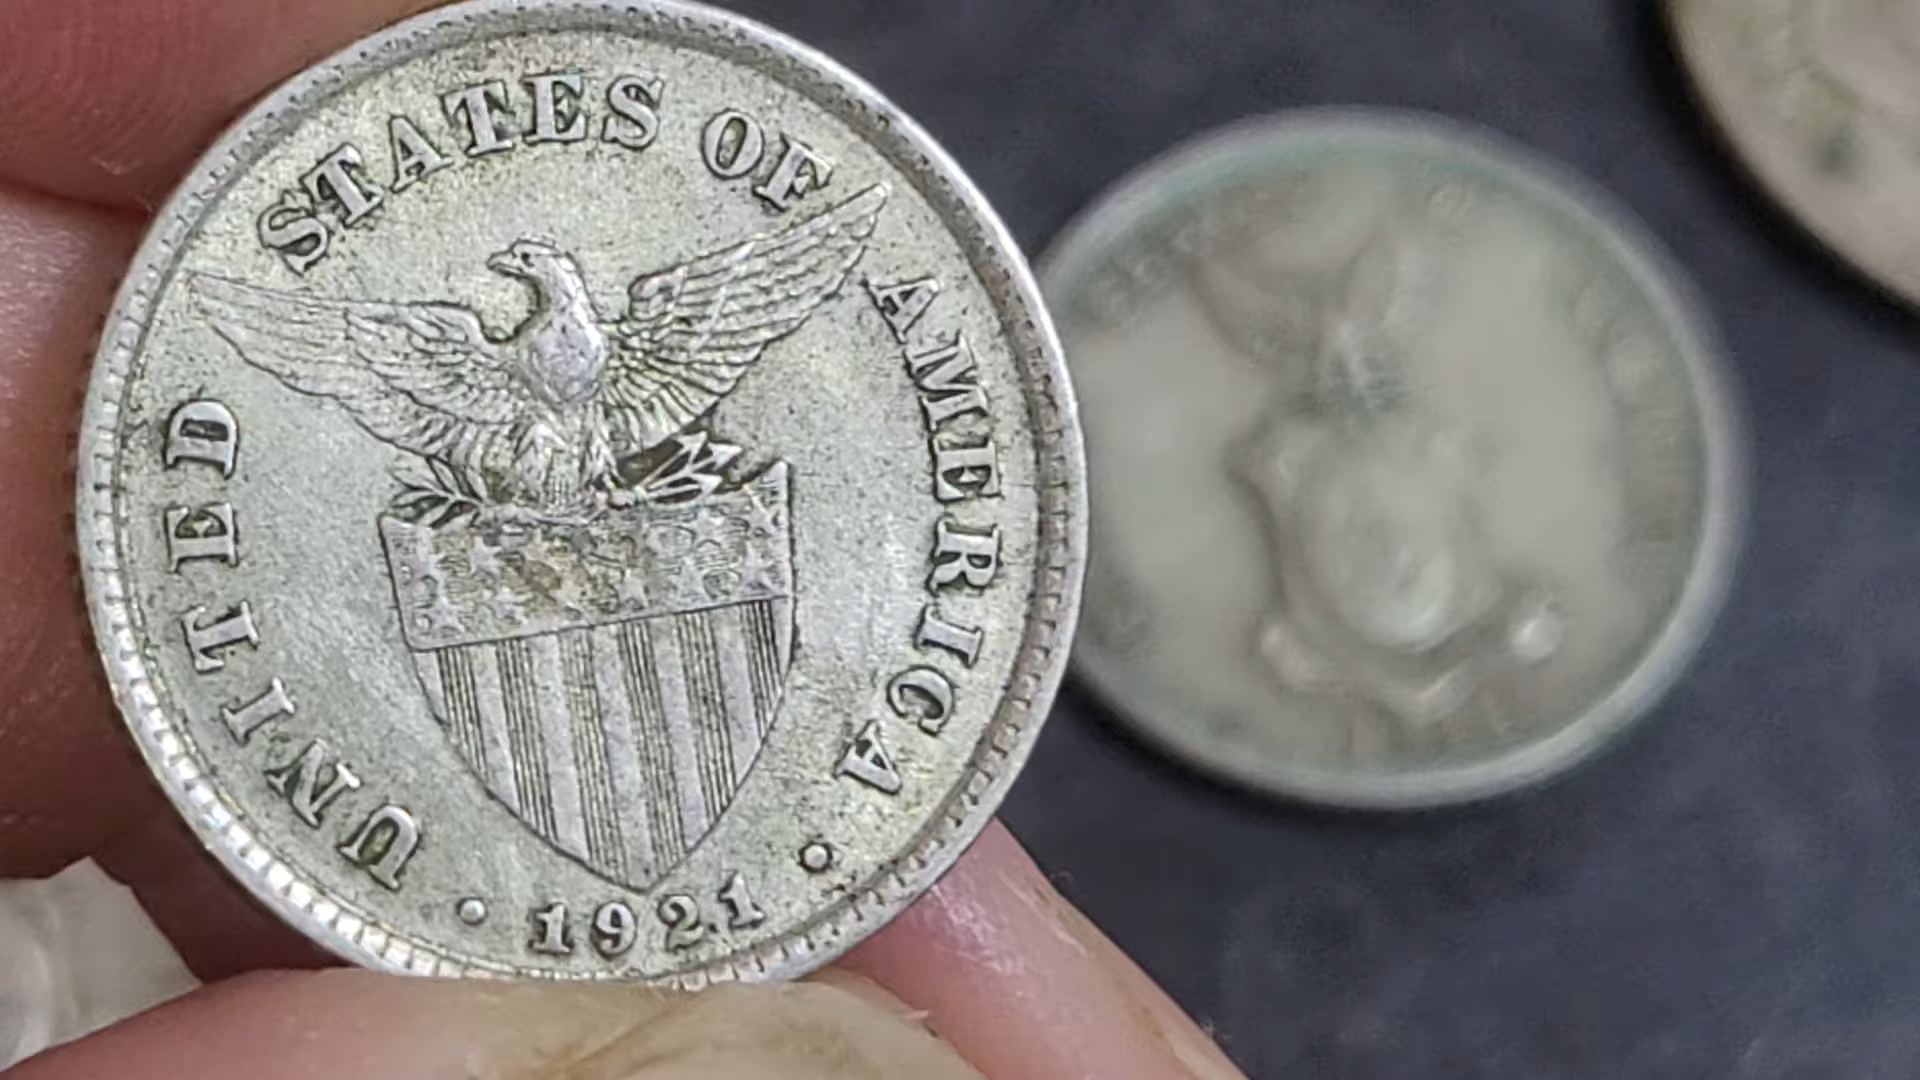 UNITED STATES OF AMERICA
• 1921 •